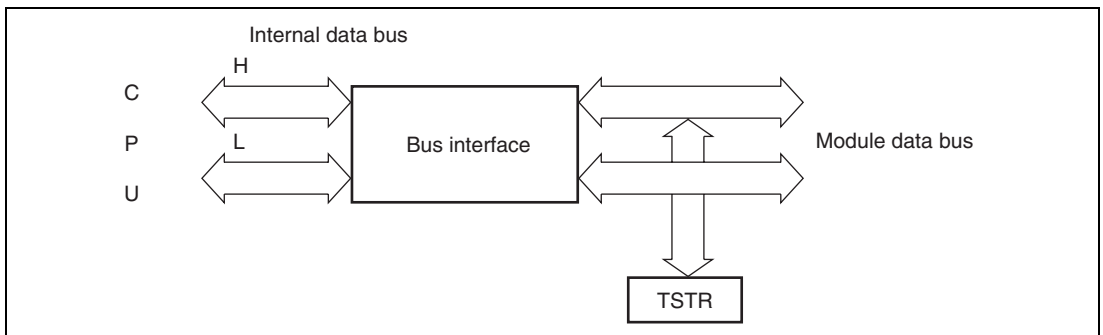 Internal data bus
H
C
P
U
L
Bus interface
Module data bus
TSTR